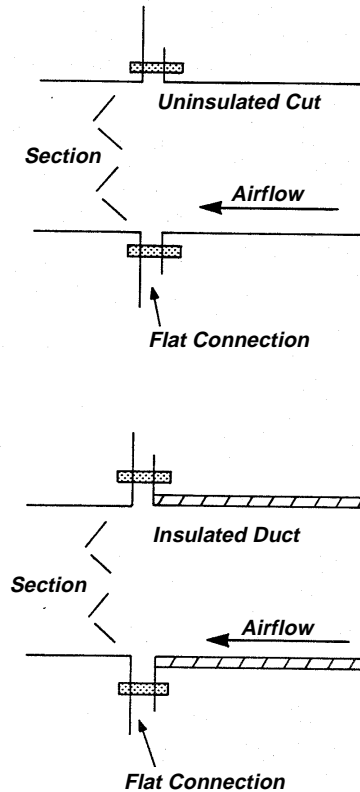 Uninsulated Cut
Section
Airflow
Flat Connection
Insulated Duct
Section
Airflow
Flat Connection